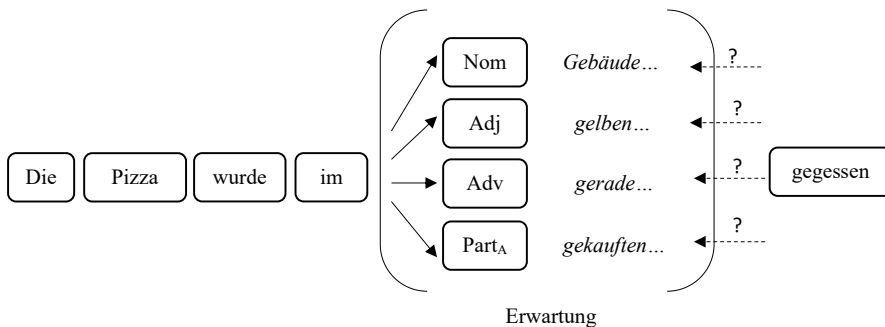 Nom Gebäude… ?
Adj gelben… ?
Die Pizza wurde im Adv gerade… ? gegessen
PartA gekauften… ?
Erwartung